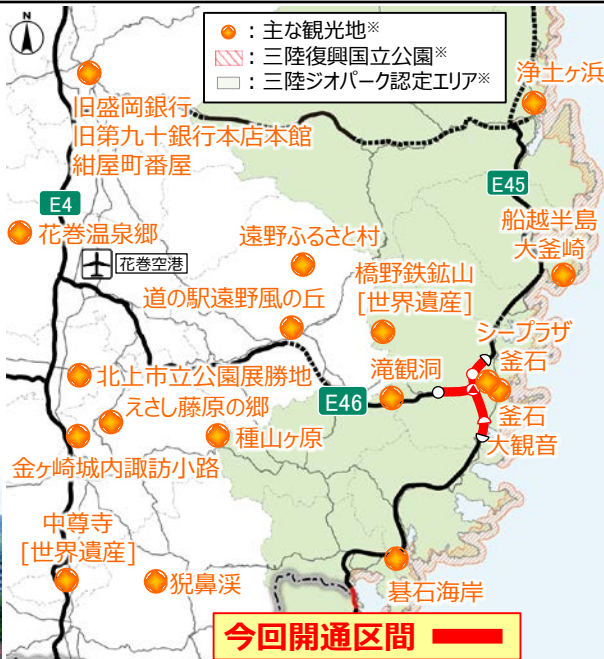 N
：主な観光地※
：三陸復興国立公園※
：三陸ジオパーク認定エリア※
浄土ヶ浜
旧盛岡銀行
旧第九十銀行本店本館
紺屋町番屋
E45
E4
船越半島
大釜崎
花巻温泉郷
花巻空港
遠野ふるさと村
橋野鉄鉱山
[世界遺産]
道の駅遠野風の丘
シープラザ
釜石
滝観洞
北上市立公園展勝地
E46
えさし藤原の郷
釜石
大観音
種山ヶ原
金ヶ崎城内諏訪小路
中尊寺
[世界遺産]
猊鼻渓
碁石海岸
今回開通区間